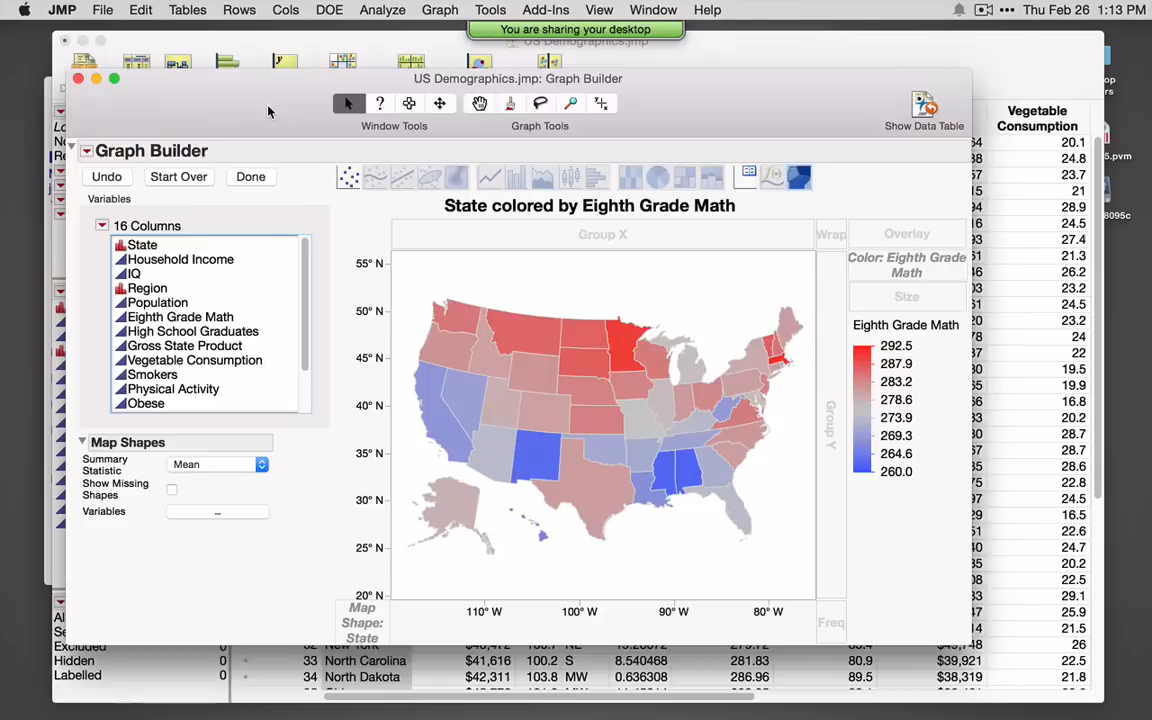 JMP File Edit Tables Rows Cols DOE Analyze Graph Tools Add-Ins View Window Help Thu Feb 26 1:13 PM
You are sharing your desktop
US Demographics.jmp
US Demographics.jmp: Graph Builder
Window Tools
Graph Tools
Show Data Table
Graph Builder
Undo Start Over Done
Variables
16 Columns
State
Household Income
IQ
Region
Population
Eighth Grade Math
High School Graduates
Gross State Product
Vegetable Consumption
Smokers
Physical Activity
Obese
Map Shapes
Summary
Statistic
Mean
Show Missing
Shapes
Variables
...
State colored by Eighth Grade Math
Group X
Wrap
Overlay
Color: Eighth Grade
Math
Size
Eighth Grade Math
292.5
287.9
283.2
278.6
273.9
269.3
264.6
260.0
Group Y
Freq
55° N
50° N
45° N
40° N
35° N
30° N
25° N
20° N
110° W 100° W 90° W 80° W
Map
Shape:
State
Vegetable
Consumption
20.1
24.8
23.7
21
28.9
24.5
27.4
21.3
26.2
24.5
23.2
22
19.5
19.9
16.8
20.2
28.7
28.6
22.8
24.5
16.5
22.6
24.7
20.2
22.5
29.1
25.9
21.5
26
33 North Carolina $41,616 100.2 S 8.540468 281.83 80.9 $39,921 22.5
34 North Dakota $42,311 103.8 MW 0.636308 286.96 89.5 $38,319 21.8
Excluded 0
Hidden 0
Labelled 0